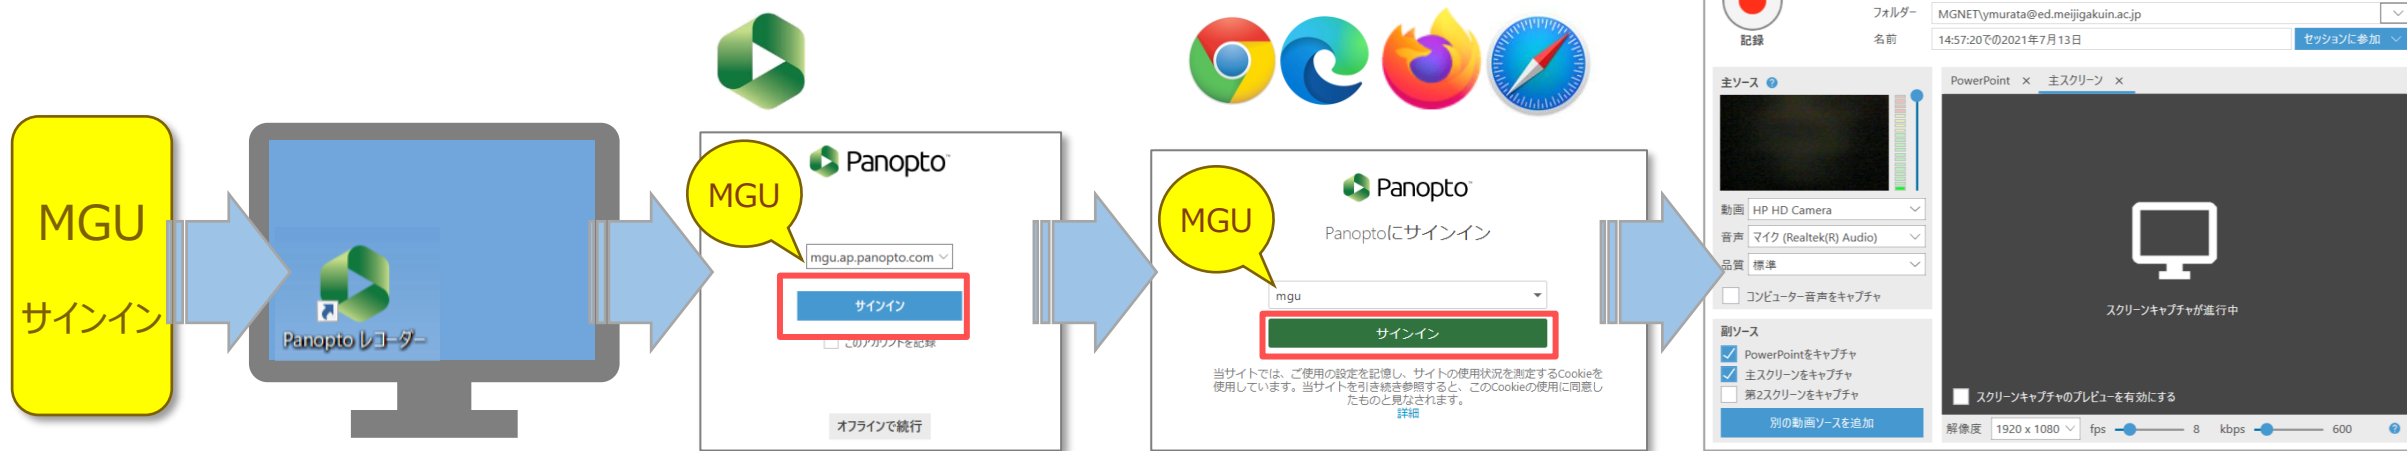 MGU
サインイン
Panopto レコーダー
Panopto
MGU
mgu.ap.panopto.com
サインイン
このアカウントを記録
オフラインで続行
Panopto
MGU
Panoptoにサインイン
mgu
サインイン
当サイトでは、ご使用の設定を記憶し、サイトの使用状況を測定するCookieを
使用しています。当サイトを引き続き参照すると、このCookieの使用に同意し
たものと見なされます。
詳細
記録
フォルダー MGNET\ymurata@ed.meijigakuin.ac.jp
名前 14:57:20での2021年7月13日 セッションに参加
主ソース
動画 HP HD Camera
音声 マイク (Realtek(R) Audio)
品質 標準
コンピューター音声をキャプチャ
副ソース
PowerPointをキャプチャ
主スクリーンをキャプチャ
第2スクリーンをキャプチャ
別の動画ソースを追加
PowerPoint × 主スクリーン ×
スクリーンキャプチャが進行中
スクリーンキャプチャのプレビューを有効にする
解像度 1920 x 1080 fps 8 kbps 600